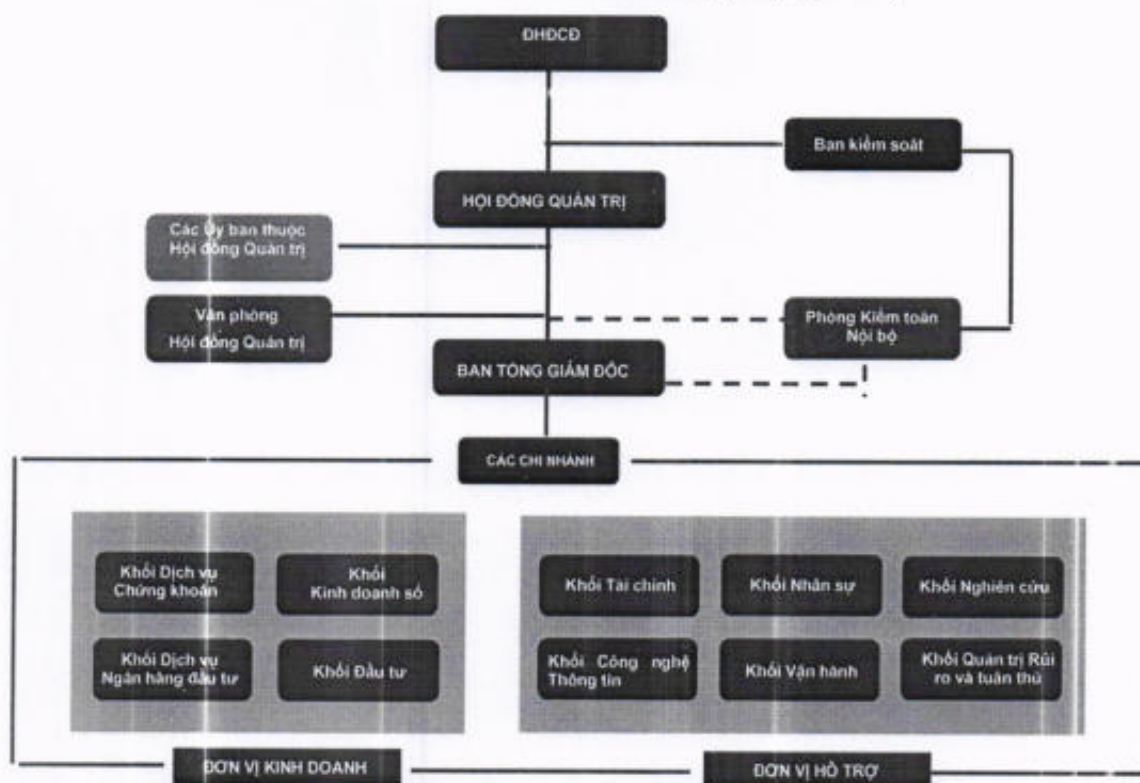 ĐHĐCĐ
Ban kiểm soát
HỘI ĐỒNG QUẢN TRỊ
Các Ủy ban thuộc
Hội đồng Quản trị
Văn phòng
Hội đồng Quản trị
Phòng Kiểm toán
Nội bộ
BAN TỔNG GIÁM ĐỐC
CÁC CHI NHÁNH
Khối Dịch vụ
Chứng khoán
Khối
Kinh doanh số
Khối Dịch vụ
Ngân hàng đầu tư
Khối Đầu tư
Khối Tài chính
Khối Nhân sự
Khối Nghiên cứu
Khối Công nghệ
Thông tin
Khối Vận hành
Khối Quản trị Rủi
ro và tuân thủ
ĐƠN VỊ KINH DOANH
ĐƠN VỊ HỖ TRỢ